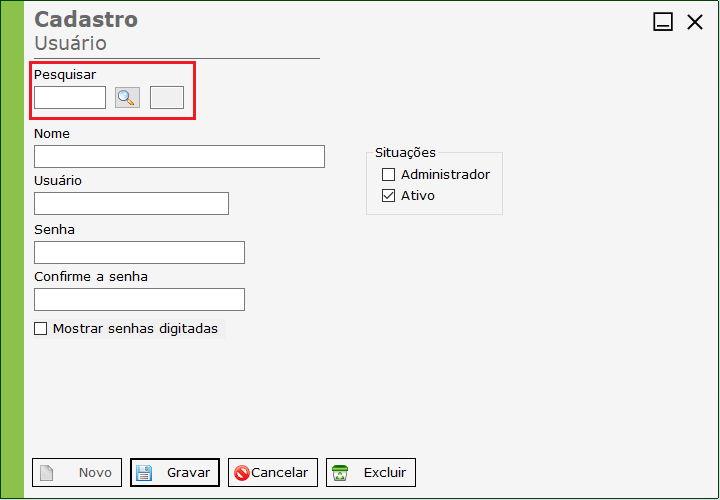 Cadastro
Usuário
Pesquisar
Nome
Situações
Administrador
Usuário
Ativo
Senha
Confirme a senha
Mostrar senhas digitadas
Novo
Gravar
Cancelar
Excluir